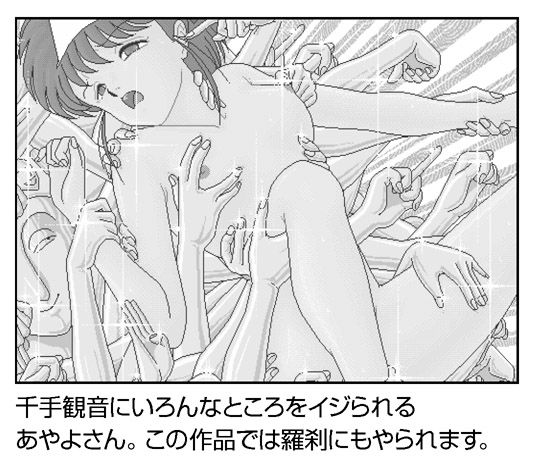 千手観音にいろんなところをイジられる
あやよさん。この作品では羅刹にもやられます。